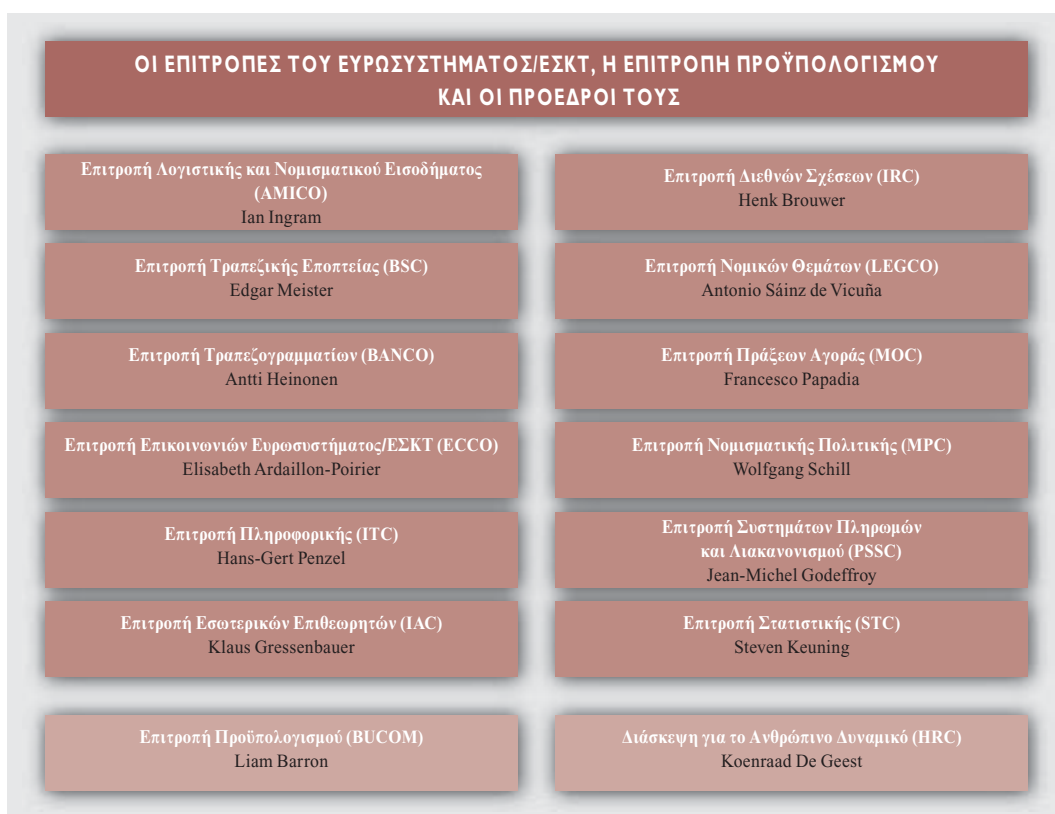 ΟΙ ΕΠΙΤΡΟΠΕΣ ΤΟΥ ΕΥΡΩΣΥΣΤΗΜΑΤΟΣ/ΕΣΚΤ, Η ΕΠΙΤΡΟΠΗ ΠΡΟΫΠΟΛΟΓΙΣΜΟΥ
ΚΑΙ ΟΙ ΠΡΟΕΔΡΟΙ ΤΟΥΣ
Επιτροπή Λογιστικής και Νομισματικού Εισοδήματος
(AMICO)
Ian Ingram
Επιτροπή Τραπεζικής Εποπτείας (BSC)
Edgar Meister
Επιτροπή Τραπεζογραμματίων (BANCO)
Antti Heinonen
Επιτροπή Επικοινωνιών Ευρωσυστήματος/ΕΣΚΤ (ECCO)
Elisabeth Ardaillon-Poirier
Επιτροπή Πληροφορικής (ITC)
Hans-Gert Penzel
Επιτροπή Εσωτερικών Επιθεωρητών (IAC)
Klaus Gressenbauer
Επιτροπή Προϋπολογισμού (BUCOM)
Liam Barron
Επιτροπή Διεθνών Σχέσεων (IRC)
Henk Brouwer
Επιτροπή Νομικών Θεμάτων (LEGCO)
Antonio Sáinz de Vicuña
Επιτροπή Πράξεων Αγοράς (MOC)
Francesco Papadia
Επιτροπή Νομισματικής Πολιτικής (MPC)
Wolfgang Schill
Επιτροπή Συστημάτων Πληρωμών
και Διακανονισμού (PSSC)
Jean-Michel Godeffroy
Επιτροπή Στατιστικής (STC)
Steven Keuning
Διάσκεψη για το Ανθρώπινο Δυναμικό (HRC)
Koenraad De Geest